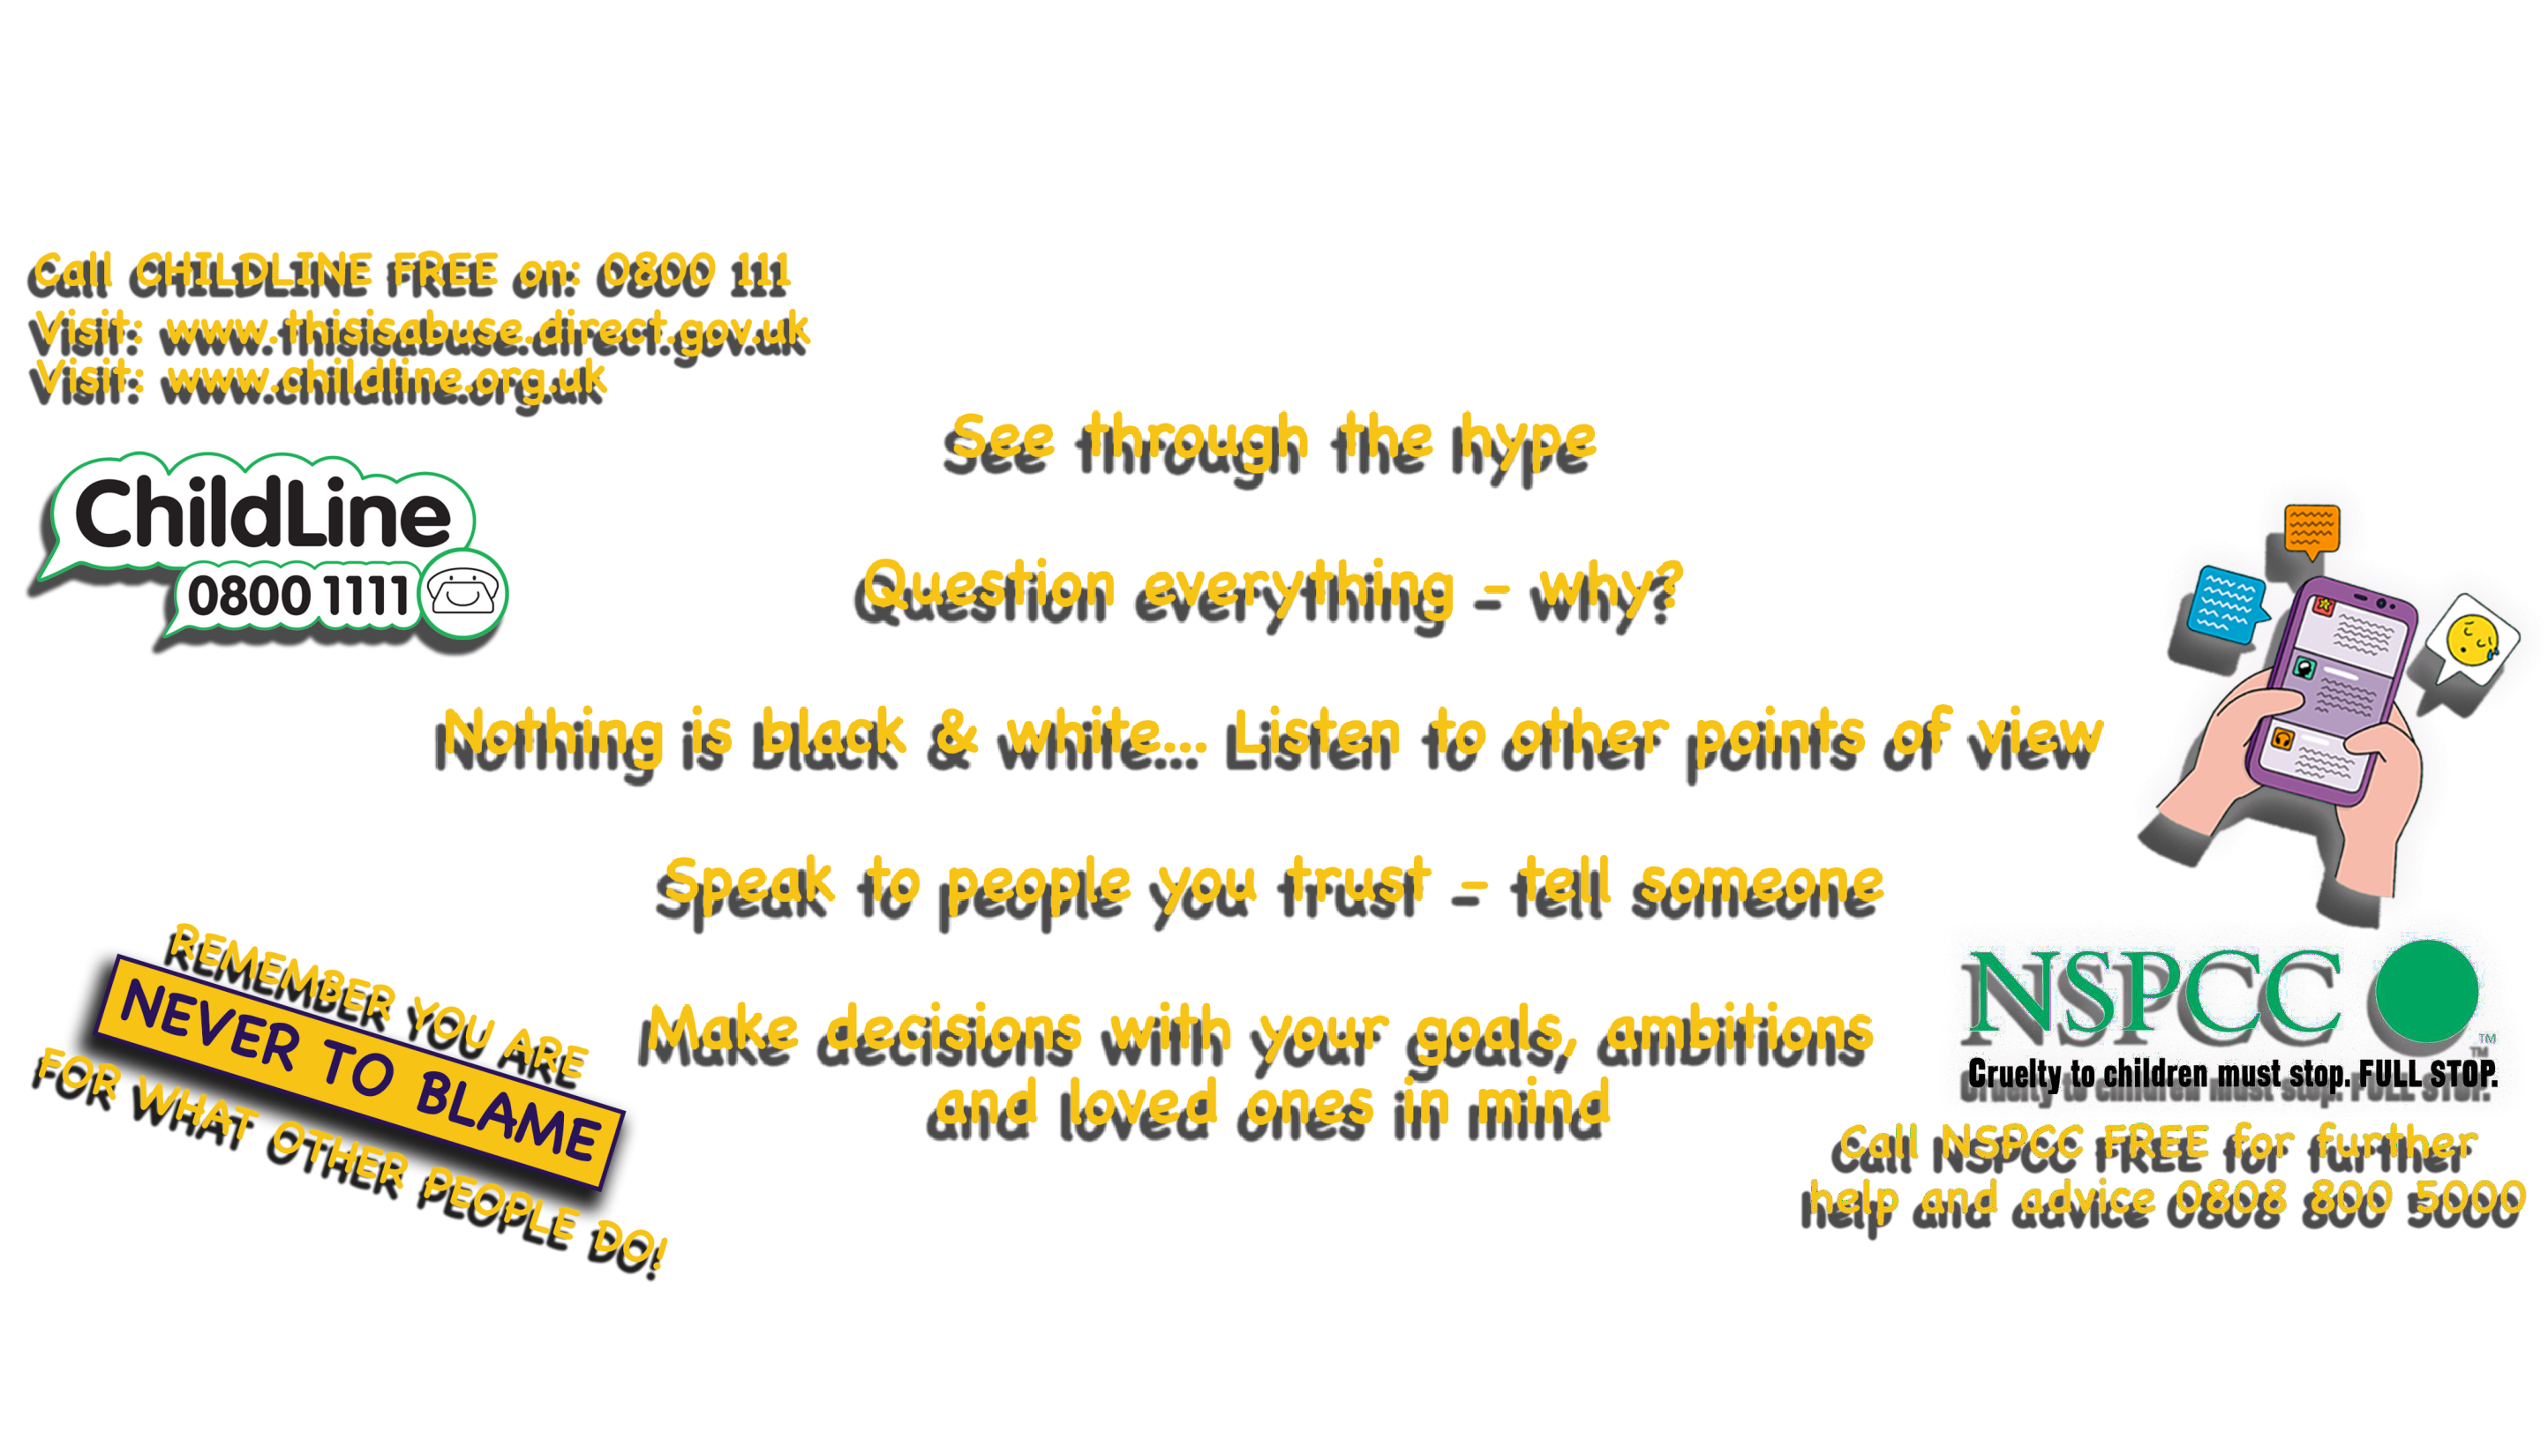 Call CHILDLINE FREE on: 0800 111
Visit: www.thisisabuse.direct.gov.uk
Visit: www.childline.org.uk
ChildLine
0800 1111
See through the hype
Question everything - why?
Nothing is black & white... Listen to other points of view
Speak to people you trust - tell someone
Make decisions with your goals, ambitions
and loved ones in mind
REMEMBER YOU ARE
NEVER TO BLAME
FOR WHAT OTHER PEOPLE DO!
NSPCC
TM
Cruelty to children must stop. FULL STOP.
Call NSPCC FREE for further
help and advice 0808 800 5000